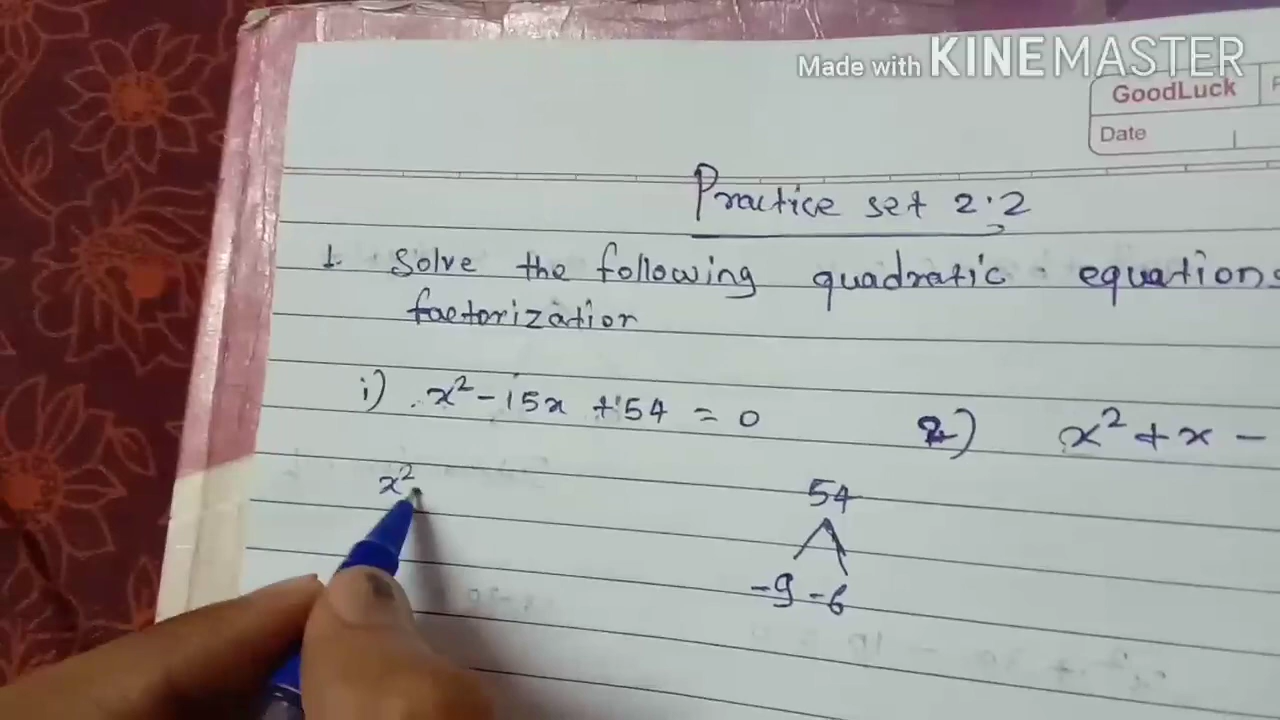 Made with KINEMASTER
GoodLuck
Date
Practice set 2.2
1. Solve the following quadratic equations
factorization
i) x² - 15x + 54 = 0
2) x² + x -
x²
54
-9 -6